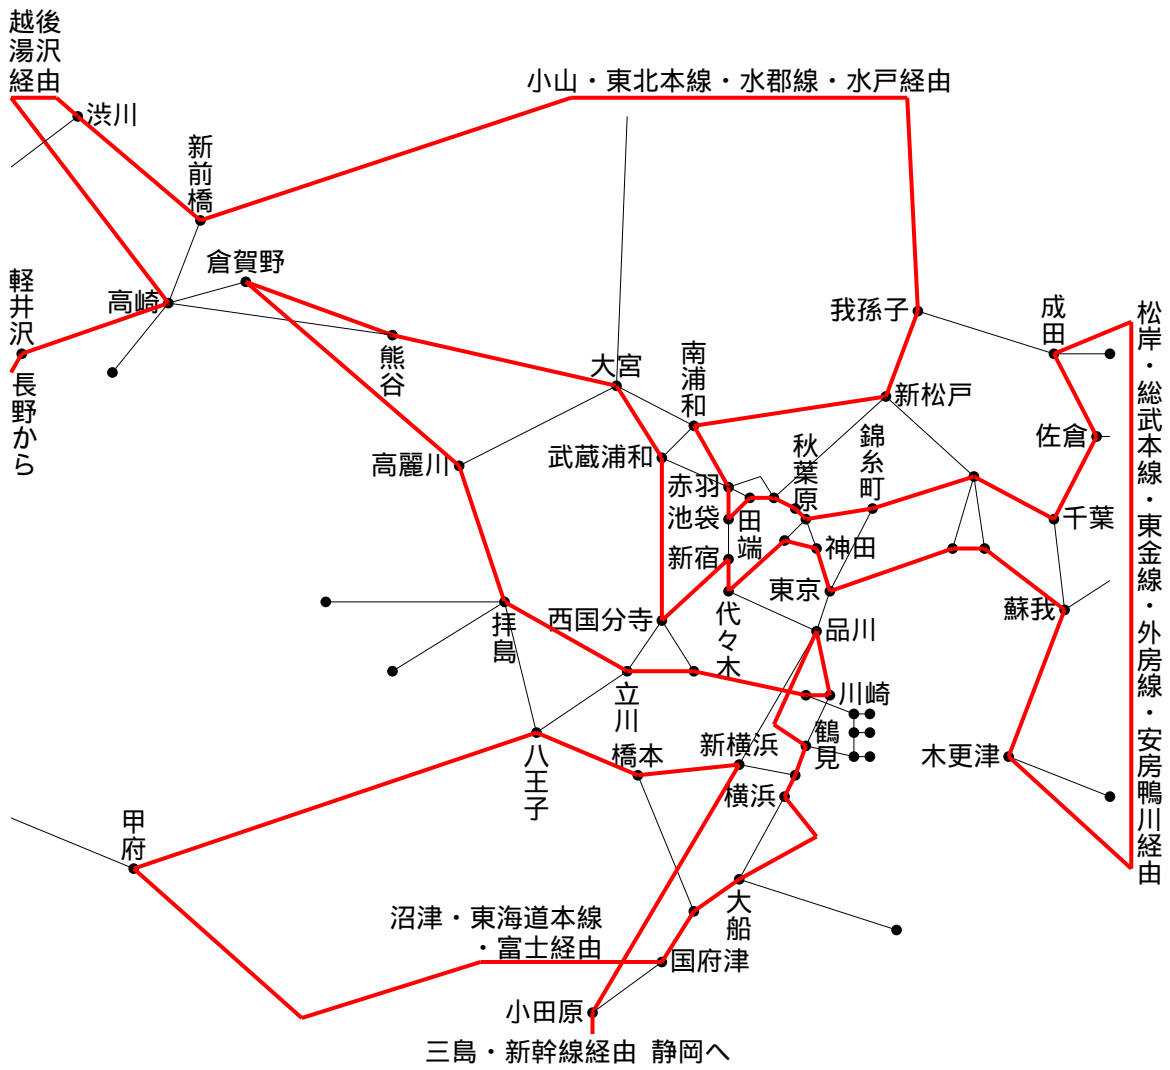 越後
湯沢
経由
小山・東北本線・水郡線・水戸経由
渋川
新前橋
倉賀野
軽井沢
高崎
我孫子
成田
松岸・総武本線・東金線・外房線・安房鴨川経由
熊谷
大宮
南浦和
長野から
新松戸
佐倉
高麗川
武蔵浦和
秋葉原
錦糸町
赤羽
池袋
田端
千葉
新宿
神田
東京
西国分寺
代々木
蘇我
拝島
品川
立川
川崎
鶴見
新横浜
橋本
木更津
八王子
横浜
甲府
大船
沼津・東海道本線
・富士経由
国府津
小田原
三島・新幹線経由 静岡へ